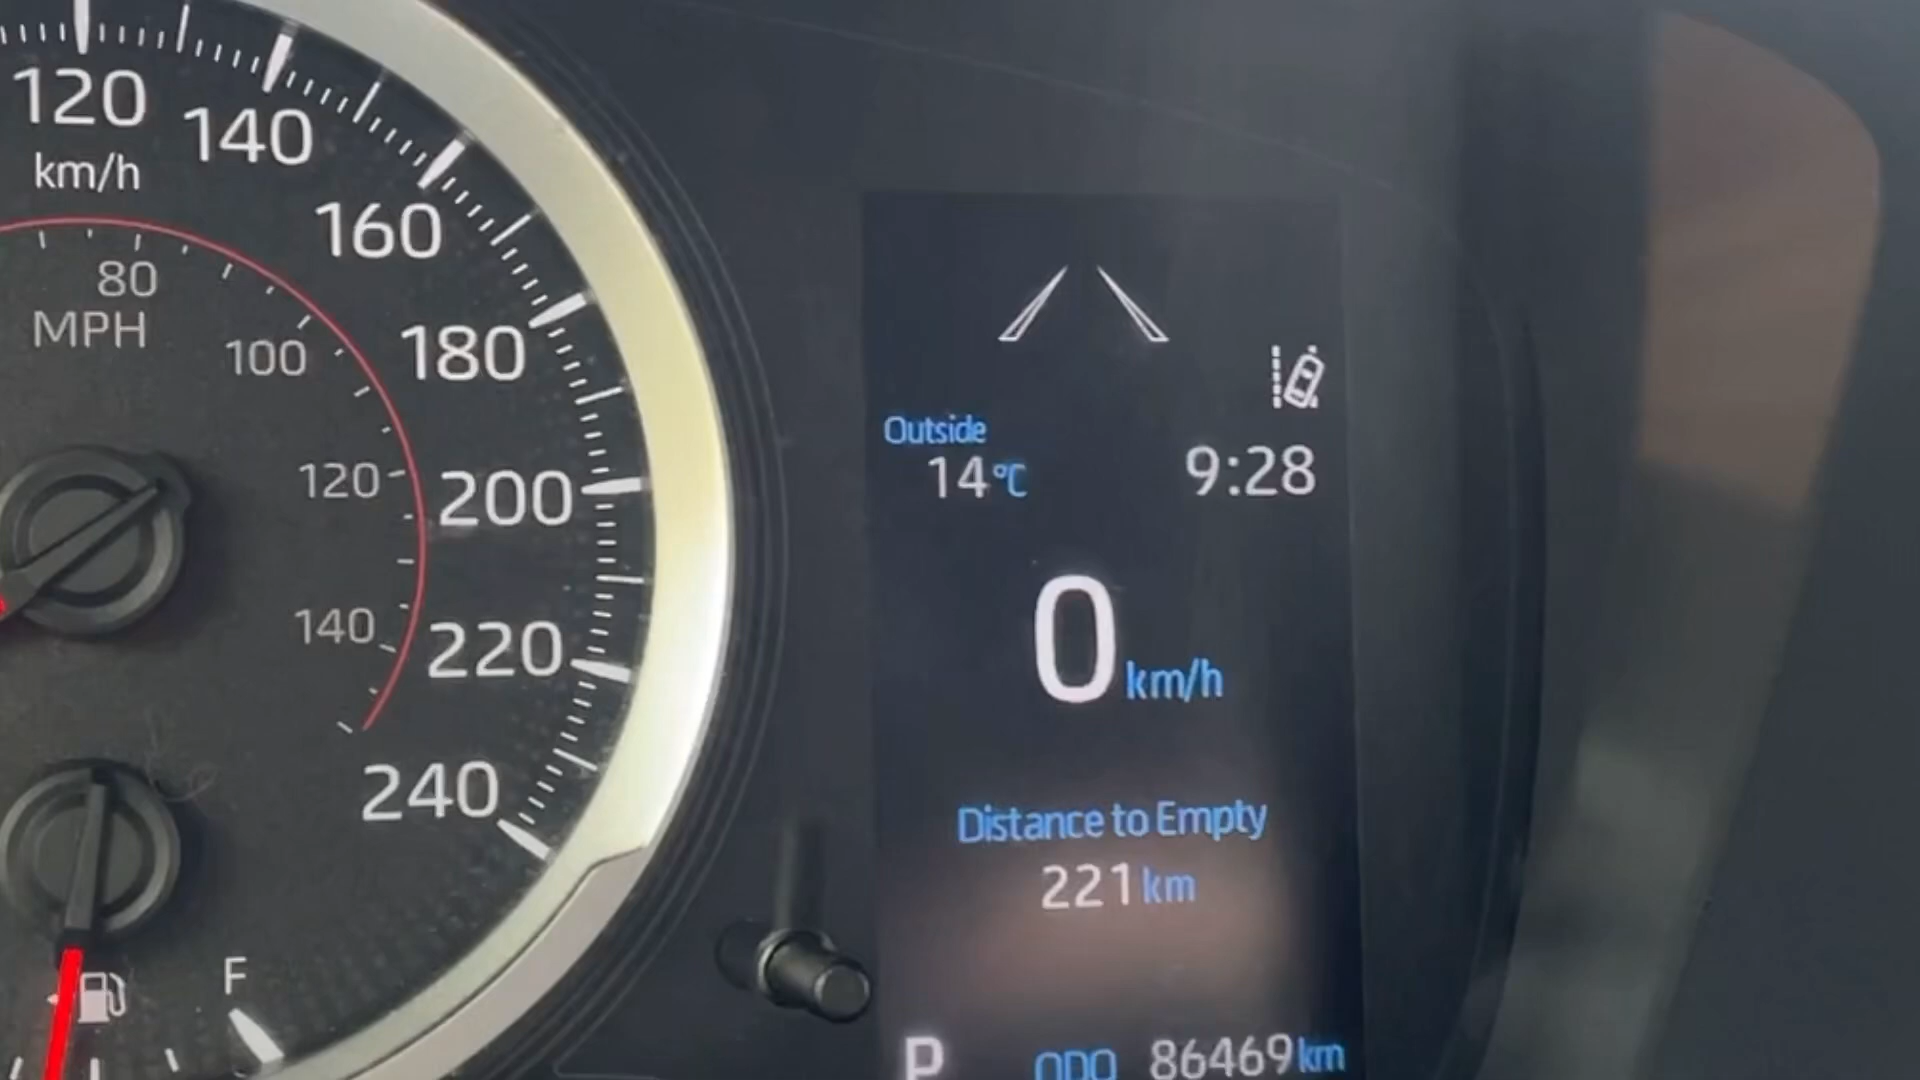 120
140
km/h
160
80
MPH
100
180
120
200
140
220
240
F
Outside
14°C
9:28
0 km/h
Distance to Empty
221 km
P ODO 86469 km